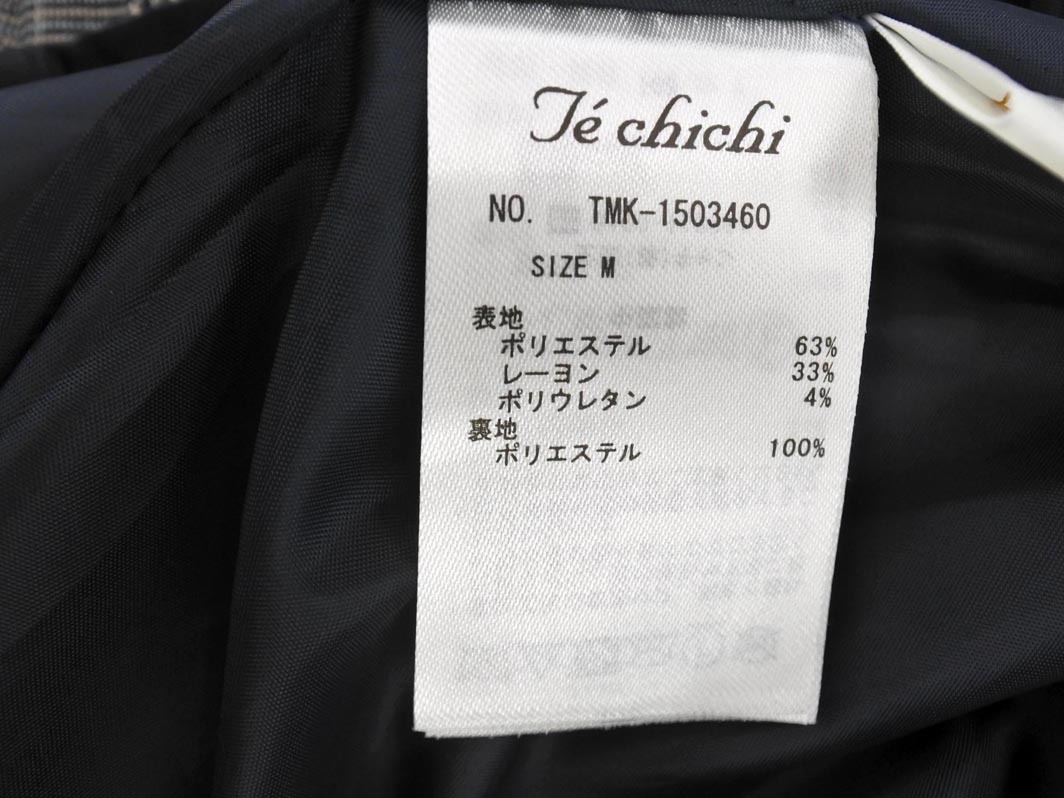 Té chichi
NO. TMK-1503460
SIZE M
表地
ポリエステル 63%
レーヨン 33%
ポリウレタン 4%
裏地
ポリエステル 100%